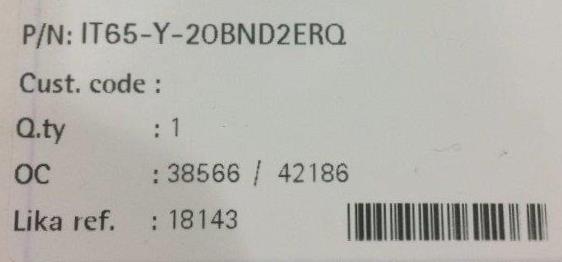 P/N: IT65-Y-20BND2ERQ
Cust. code :
Q.ty : 1
OC : 38566 / 42186
Lika ref. : 18143